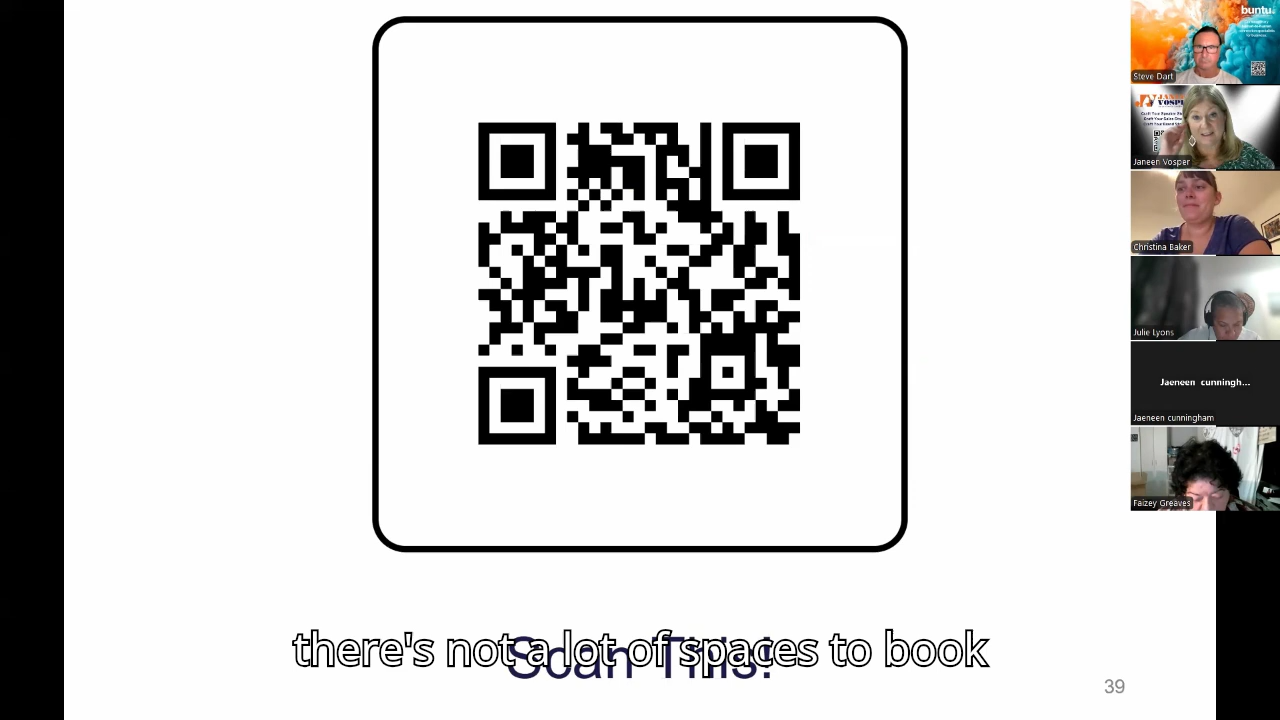 buntu.
Steve Dart
VOSPER
Janeen Vosper
Christina Baker
Julie Lyons
Jaeneen cunningh...
Jaeneen cunningham
Faizey Greaves
Scan This!
there's not a lot of spaces to book
39